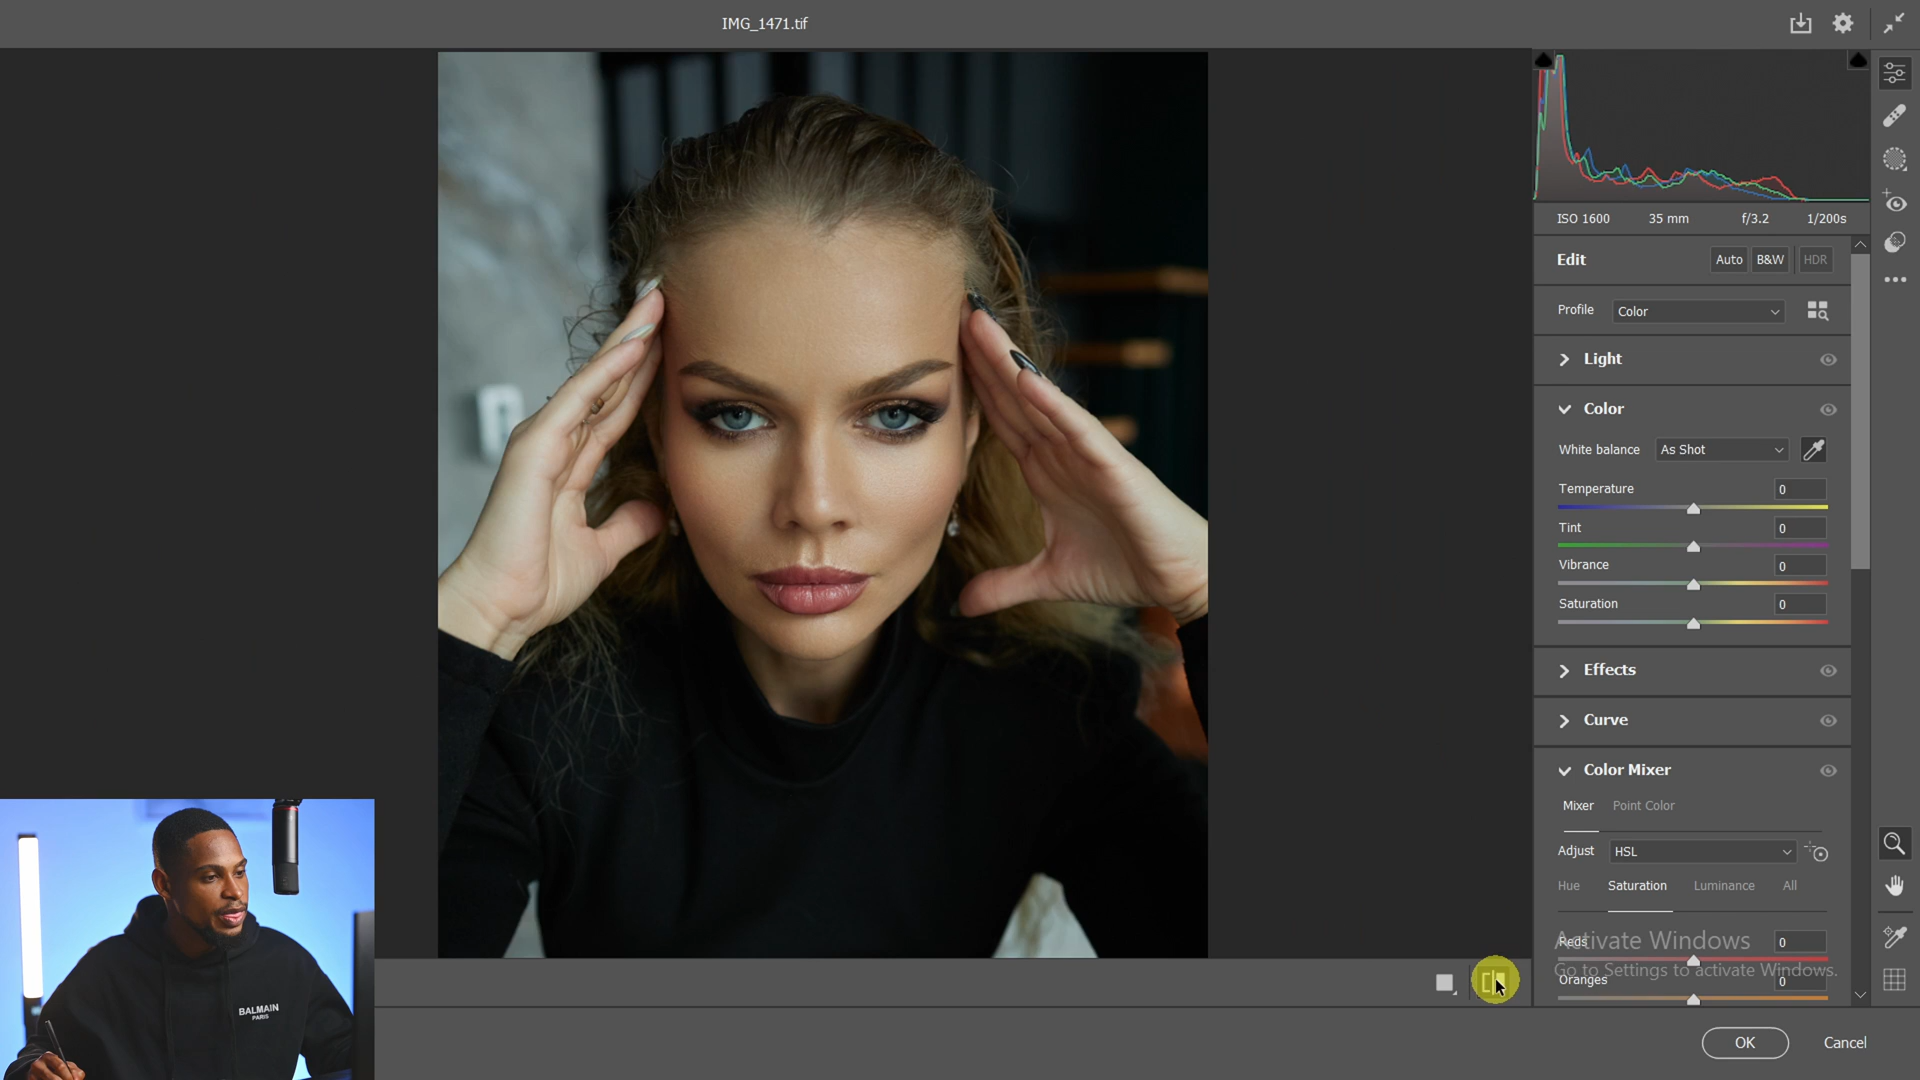 IMG_1471.tif
ISO 1600 35 mm f/3.2 1/200s
Edit Auto B&W HDR
Profile Color
Light
Color
White balance As Shot
Temperature 0
Tint 0
Vibrance 0
Saturation 0
Effects
Curve
Color Mixer
Mixer Point Color
Adjust HSL
Hue Saturation Luminance All
Reds 0
Activate Windows
Go to Settings to activate Windows.
Oranges 0
BALMAIN
PARIS
OK Cancel